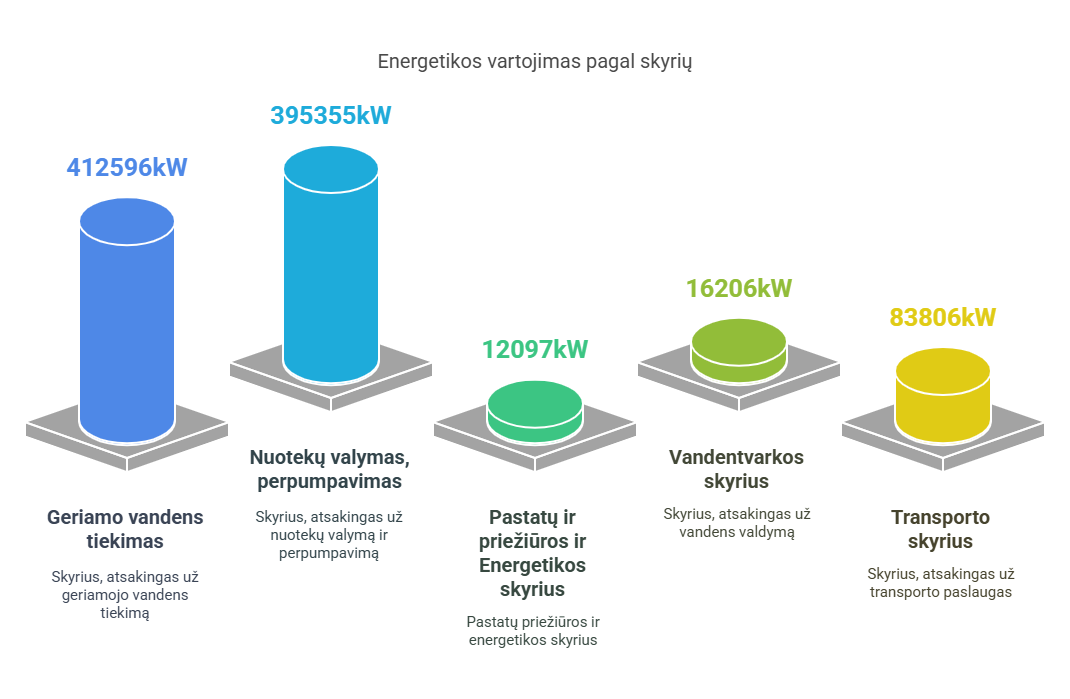 Energetikos vartojimas pagal skyrių
412596kW
Geriamo vandens
tiekimas
Skyrius, atsakingas už
geriamojo vandens
tiekimą
395355kW
Nuotekų valymas,
perpumpavimas
Skyrius, atsakingas už
nuotekų valymą ir
perpumpavimą
12097kW
Pastatų ir
priežiūros ir
Energetikos
skyrius
Pastatų priežiūros ir
energetikos skyrius
16206kW
Vandentvarkos
skyrius
Skyrius, atsakingas už
vandens valdymą
83806kW
Transporto
skyrius
Skyrius, atsakingas už
transporto paslaugas